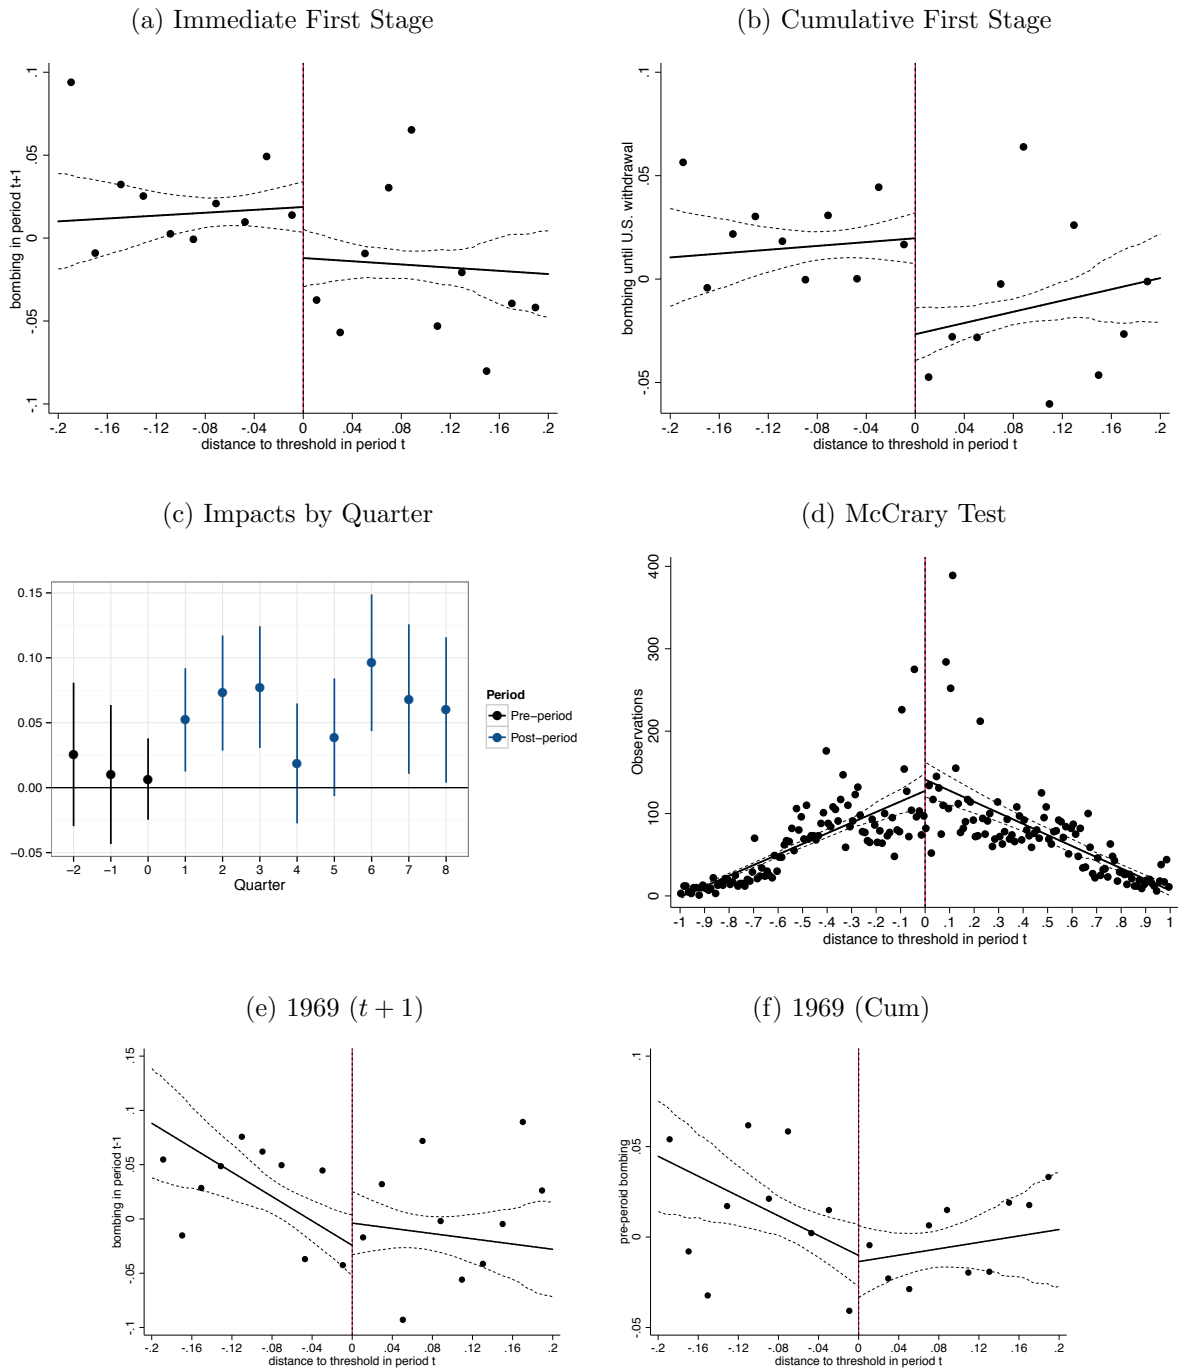 (a) Immediate First Stage
bombing in period t+1
.1
.05
0
-.05
-.1
-.2 -.16 -.12 -.08 -.04 0 .04 .08 .12 .16 .2
distance to threshold in period t
(b) Cumulative First Stage
bombing until U.S. withdrawal
.1
.05
0
-.05
-.2 -.16 -.12 -.08 -.04 0 .04 .08 .12 .16 .2
distance to threshold in period t
(c) Impacts by Quarter
0.15
0.10
0.05
0.00
−0.05
−2 −1 0 1 2 3 4 5 6 7 8
Quarter
Period
Pre−period
Post−period
(d) McCrary Test
Observations
400
300
200
100
0
-1 -.9 -.8 -.7 -.6 -.5 -.4 -.3 -.2 -.1 0 .1 .2 .3 .4 .5 .6 .7 .8 .9 1
distance to threshold in period t
(e) 1969 (t + 1)
bombing in period t-1
.15
.1
.05
0
-.05
-.1
-.2 -.16 -.12 -.08 -.04 0 .04 .08 .12 .16 .2
distance to threshold in period t
(f) 1969 (Cum)
pre-peroid bombing
.1
.05
0
-.05
-.2 -.16 -.12 -.08 -.04 0 .04 .08 .12 .16 .2
distance to threshold in period t